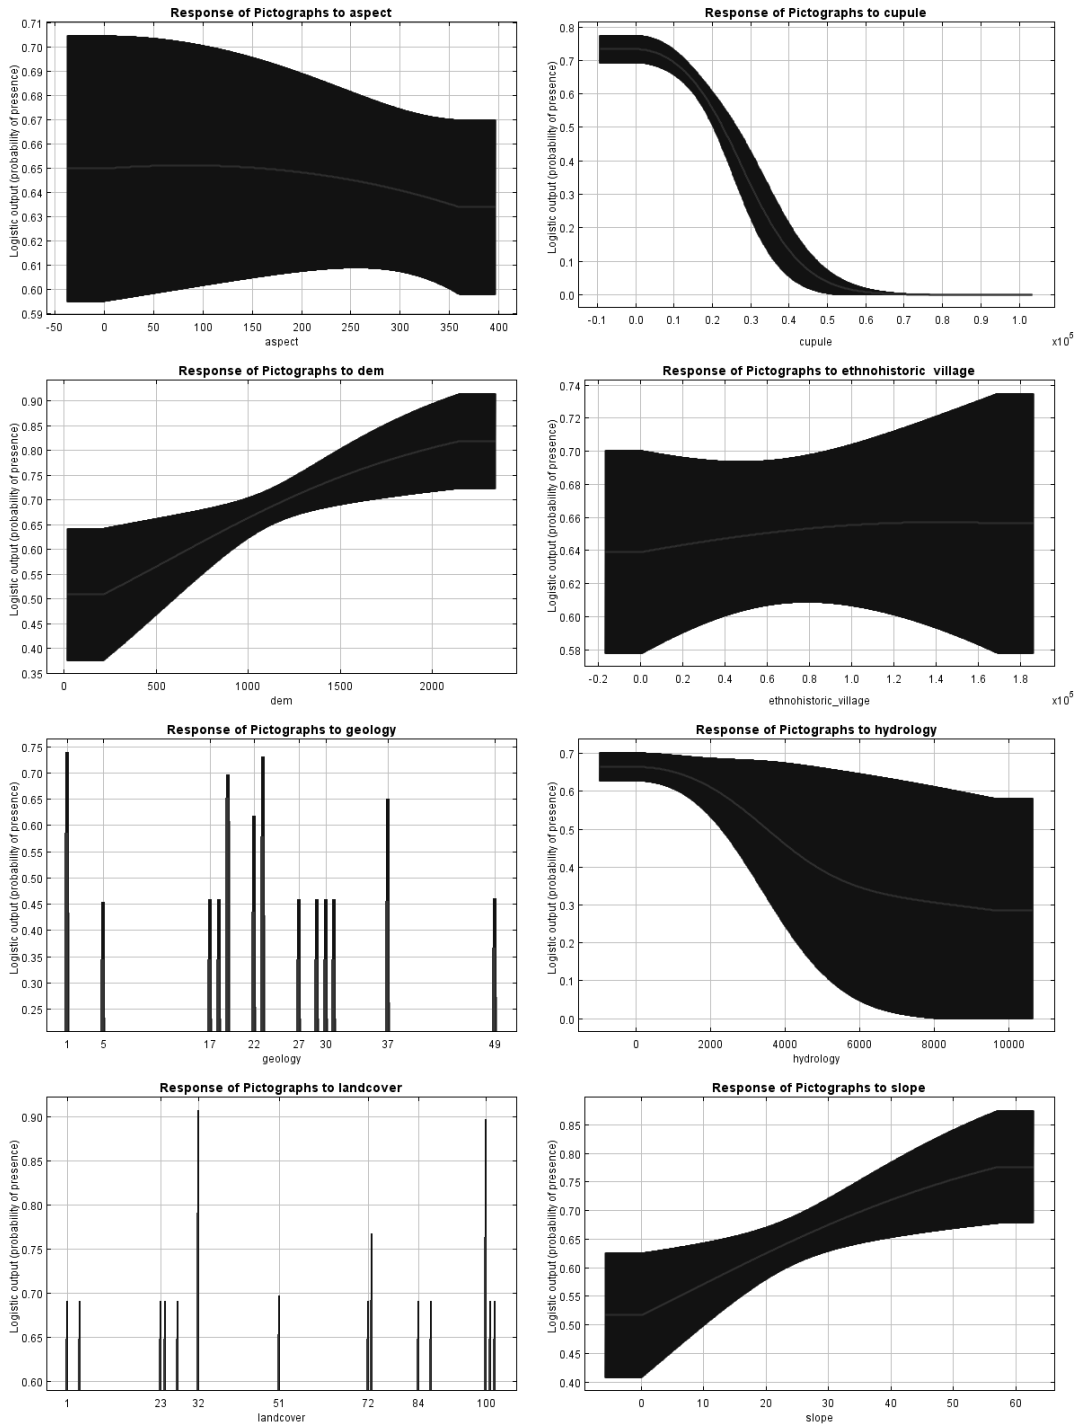 Response of Pictographs to aspect
Logistic output (probability of presence)
0.71
0.70
0.69
0.68
0.67
0.66
0.65
0.64
0.63
0.62
0.61
0.60
0.59
-50 0 50 100 150 200 250 300 350 400
aspect
Response of Pictographs to cupule
Logistic output (probability of presence)
0.8
0.7
0.6
0.5
0.4
0.3
0.2
0.1
0.0
-0.1 0.0 0.1 0.2 0.3 0.4 0.5 0.6 0.7 0.8 0.9 1.0
cupule
x10⁵
Response of Pictographs to dem
Logistic output (probability of presence)
0.90
0.85
0.80
0.75
0.70
0.65
0.60
0.55
0.50
0.45
0.40
0.35
0 500 1000 1500 2000
dem
Response of Pictographs to ethnohistoric_village
Logistic output (probability of presence)
0.74
0.72
0.70
0.68
0.66
0.64
0.62
0.60
0.58
-0.2 0.0 0.2 0.4 0.6 0.8 1.0 1.2 1.4 1.6 1.8
ethnohistoric_village
x10⁵
Response of Pictographs to geology
Logistic output (probability of presence)
0.75
0.70
0.65
0.60
0.55
0.50
0.45
0.40
0.35
0.30
0.25
1 5 17 22 27 30 37 49
geology
Response of Pictographs to hydrology
Logistic output (probability of presence)
0.7
0.6
0.5
0.4
0.3
0.2
0.1
0.0
0 2000 4000 6000 8000 10000
hydrology
Response of Pictographs to landcover
Logistic output (probability of presence)
0.90
0.85
0.80
0.75
0.70
0.65
0.60
1 23 32 51 72 84 100
landcover
Response of Pictographs to slope
Logistic output (probability of presence)
0.85
0.80
0.75
0.70
0.65
0.60
0.55
0.50
0.45
0.40
0 10 20 30 40 50 60
slope